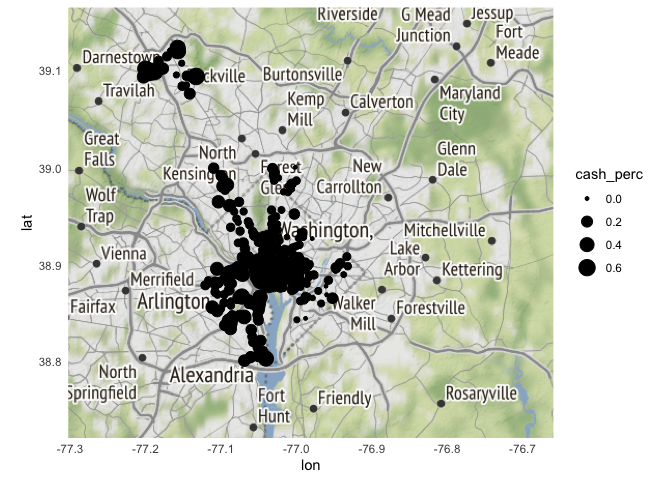 Riverside
G Mead
Junction
Jessup
Fort
Meade
Darnestown
ckville
Burtonsville
Travilah
Kemp
Mill
Calverton
Maryland
City
Great
Falls
North
Kensington
Forest
Glen
New
Carrollton
Glenn
Dale
Wolf
Trap
Washington,
Mitchellville
Vienna
Lake
Arbor
Kettering
Merrifield
Fairfax
Arlington
Walker
Mill
Forestville
North
Springfield
Alexandria
Fort
Hunt
Friendly
Rosaryville
39.1
39.0
38.9
38.8
lat
-77.3
-77.2
-77.1
-77.0
-76.9
-76.8
-76.7
lon
cash_perc
0.0
0.2
0.4
0.6